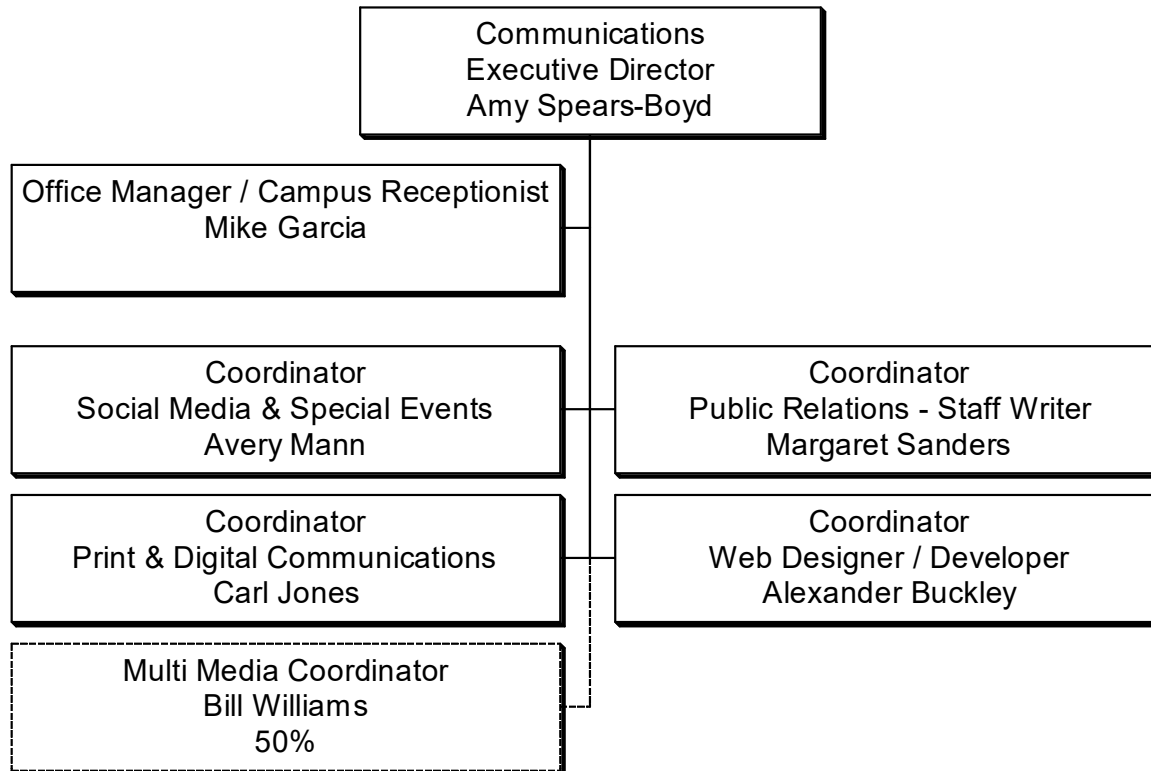 Communications
Executive Director
Amy Spears-Boyd
Office Manager / Campus Receptionist
Mike Garcia
Coordinator
Social Media & Special Events
Avery Mann
Coordinator
Public Relations - Staff Writer
Margaret Sanders
Coordinator
Print & Digital Communications
Carl Jones
Coordinator
Web Designer / Developer
Alexander Buckley
Multi Media Coordinator
Bill Williams
50%